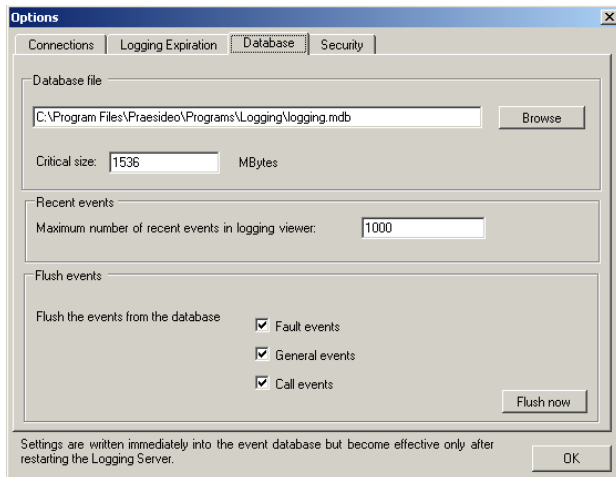 Options
Connections
Logging Expiration
Database
Security
Database file
C:\Program Files\Praesideo\Programs\Logging\logging.mdb
Browse
Critical size:
1536
MBytes
Recent events
Maximum number of recent events in logging viewer:
1000
Flush events
Flush the events from the database
Fault events
General events
Call events
Flush now
Settings are written immediately into the event database but become effective only after
restarting the Logging Server.
OK